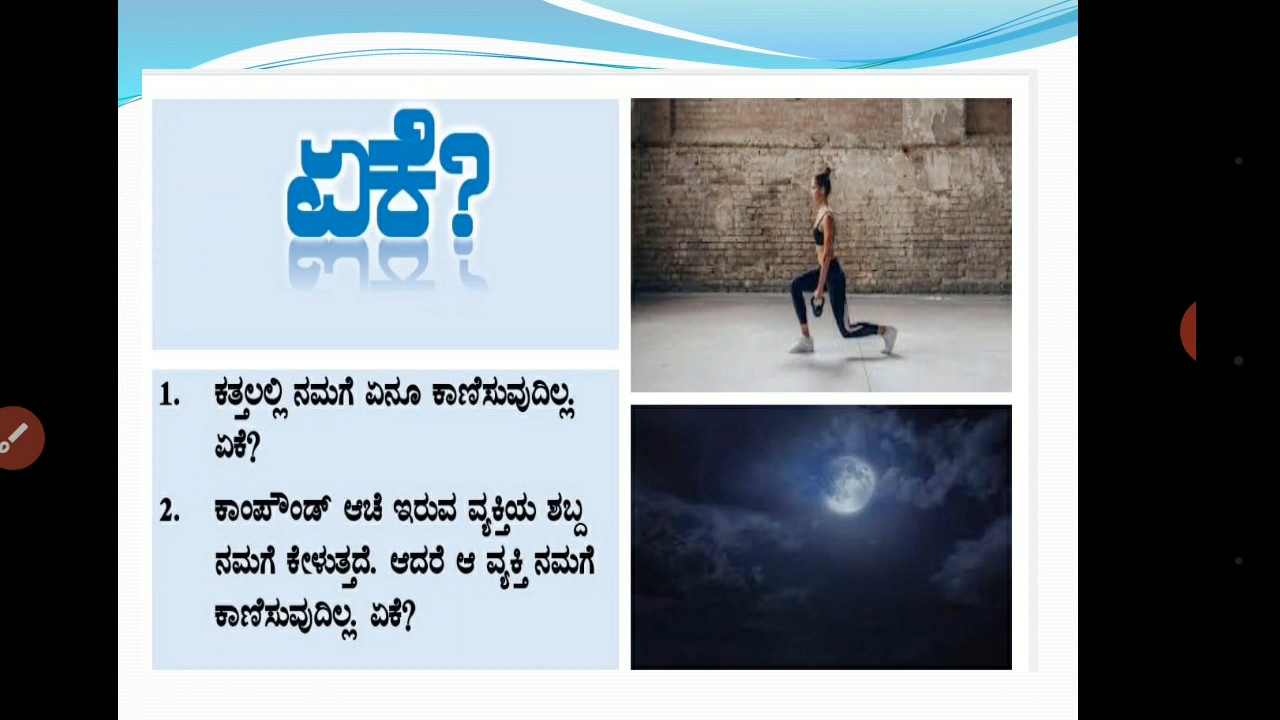 ಏಕೆ?
1. ಕತ್ತಲಲ್ಲಿ ನಮಗೆ ಏನೂ ಕಾಣಿಸುವುದಿಲ್ಲ.
ಏಕೆ?
2. ಕಾಂಪೌಂಡ್ ಆಚೆ ಇರುವ ವ್ಯಕ್ತಿಯ ಶಬ್ದ
ನಮಗೆ ಕೇಳುತ್ತದೆ. ಆದರೆ ಆ ವ್ಯಕ್ತಿ ನಮಗೆ
ಕಾಣಿಸುವುದಿಲ್ಲ. ಏಕೆ?